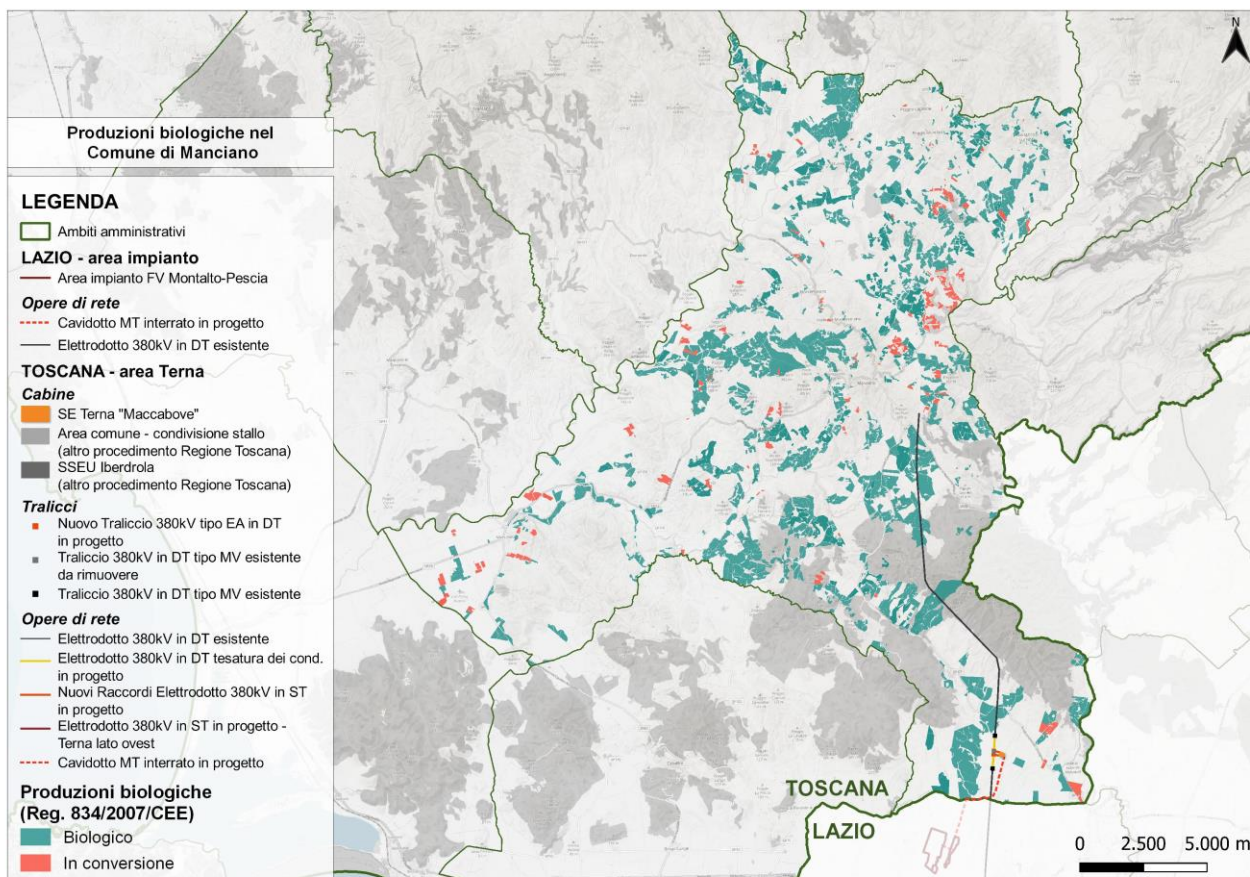 Produzioni biologiche nel
Comune di Manciano
LEGENDA
Ambiti amministrativi
LAZIO - area impianto
Area impianto FV Montalto-Pescia
Opere di rete
Cavidotto MT interrato in progetto
Elettrodotto 380kV in DT esistente
TOSCANA - area Terna
Cabine
SE Terna "Maccabove"
Area comune - condivisione stallo
(altro procedimento Regione Toscana)
SSEU Iberdrola
(altro procedimento Regione Toscana)
Tralicci
Nuovo Traliccio 380kV tipo EA in DT
in progetto
Traliccio 380kV in DT tipo MV esistente
da rimuovere
Traliccio 380kV in DT tipo MV esistente
Opere di rete
Elettrodotto 380kV in DT esistente
Elettrodotto 380kV in DT tesatura dei cond.
in progetto
Nuovi Raccordi Elettrodotto 380kV in ST
in progetto
Elettrodotto 380kV in ST in progetto -
Terna lato ovest
Cavidotto MT interrato in progetto
Produzioni biologiche
(Reg. 834/2007/CEE)
Biologico
In conversione
N
TOSCANA
LAZIO
0 2.500 5.000 m